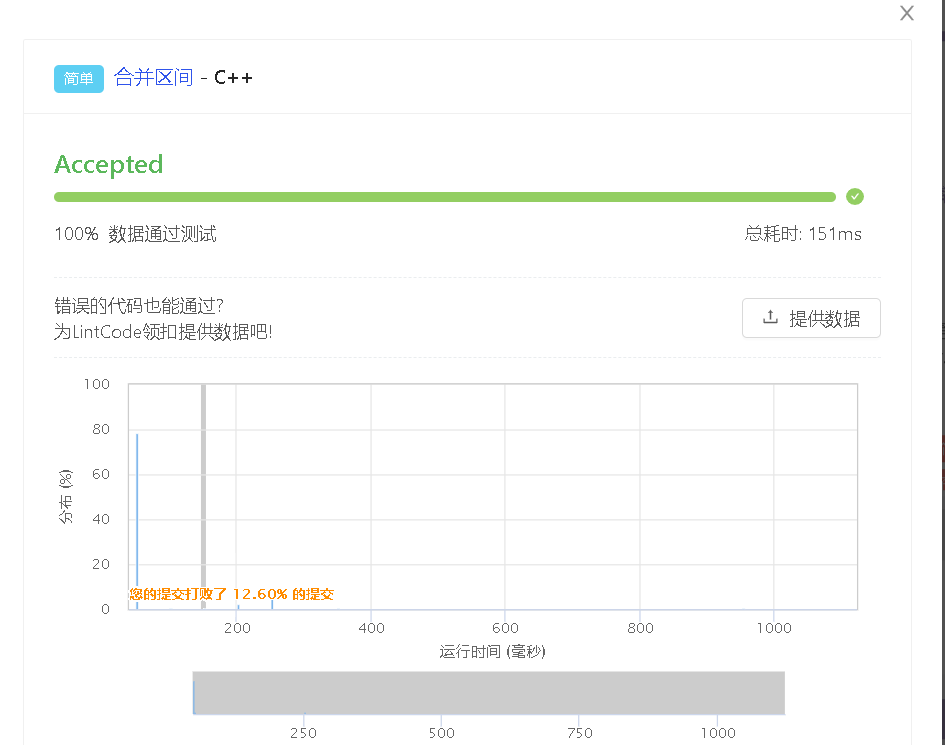 X
简单 合并区间 - C++
Accepted
100% 数据通过测试 总耗时: 151ms
错误的代码也能通过?
为LintCode领扣提供数据吧!
提供数据
100
80
60
40
20
0
分布 (%)
您的提交打败了 12.60% 的提交
200 400 600 800 1000
运行时间 (毫秒)
250 500 750 1000